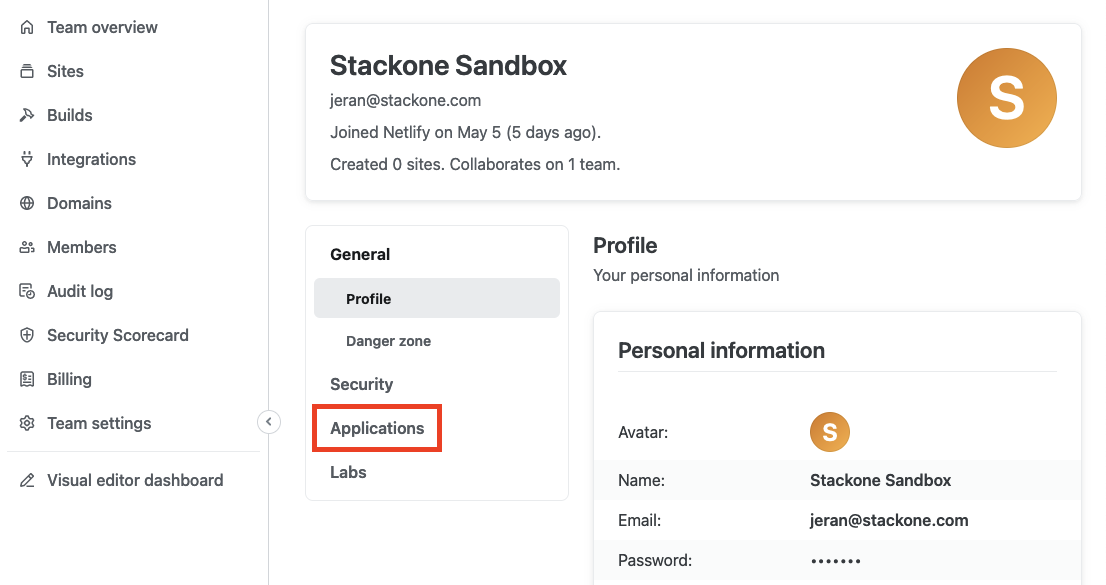 Team overview
Sites
Builds
Integrations
Domains
Members
Audit log
Security Scorecard
Billing
Team settings
Visual editor dashboard
Stackone Sandbox
jeran@stackone.com
Joined Netlify on May 5 (5 days ago).
Created 0 sites. Collaborates on 1 team.
S
General
Profile
Danger zone
Security
Applications
Labs
Profile
Your personal information
Personal information
Avatar: S
Name: Stackone Sandbox
Email: jeran@stackone.com
Password: •••••••